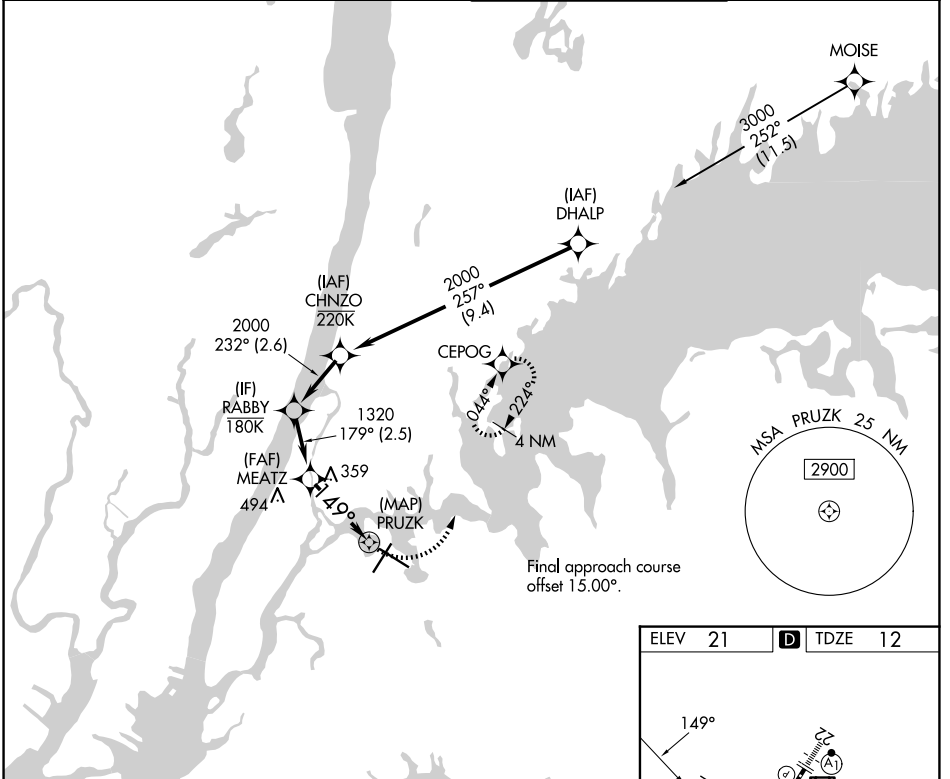 MOISE
3000
252°
(11.5)
(IAF)
DHALP
2000
257°
(9.4)
(IAF)
CHNZO
220K
2000
232° (2.6)
CEPOG
044°
224°
4 NM
(IF)
RABBY
180K
1320
179° (2.5)
(FAF)
MEATZ
359
494
149°
(MAP)
PRUZK
MSA PRUZK 25 NM
2900
Final approach course
offset 15.00°.
ELEV 21 D TDZE 12
149°
22
A1